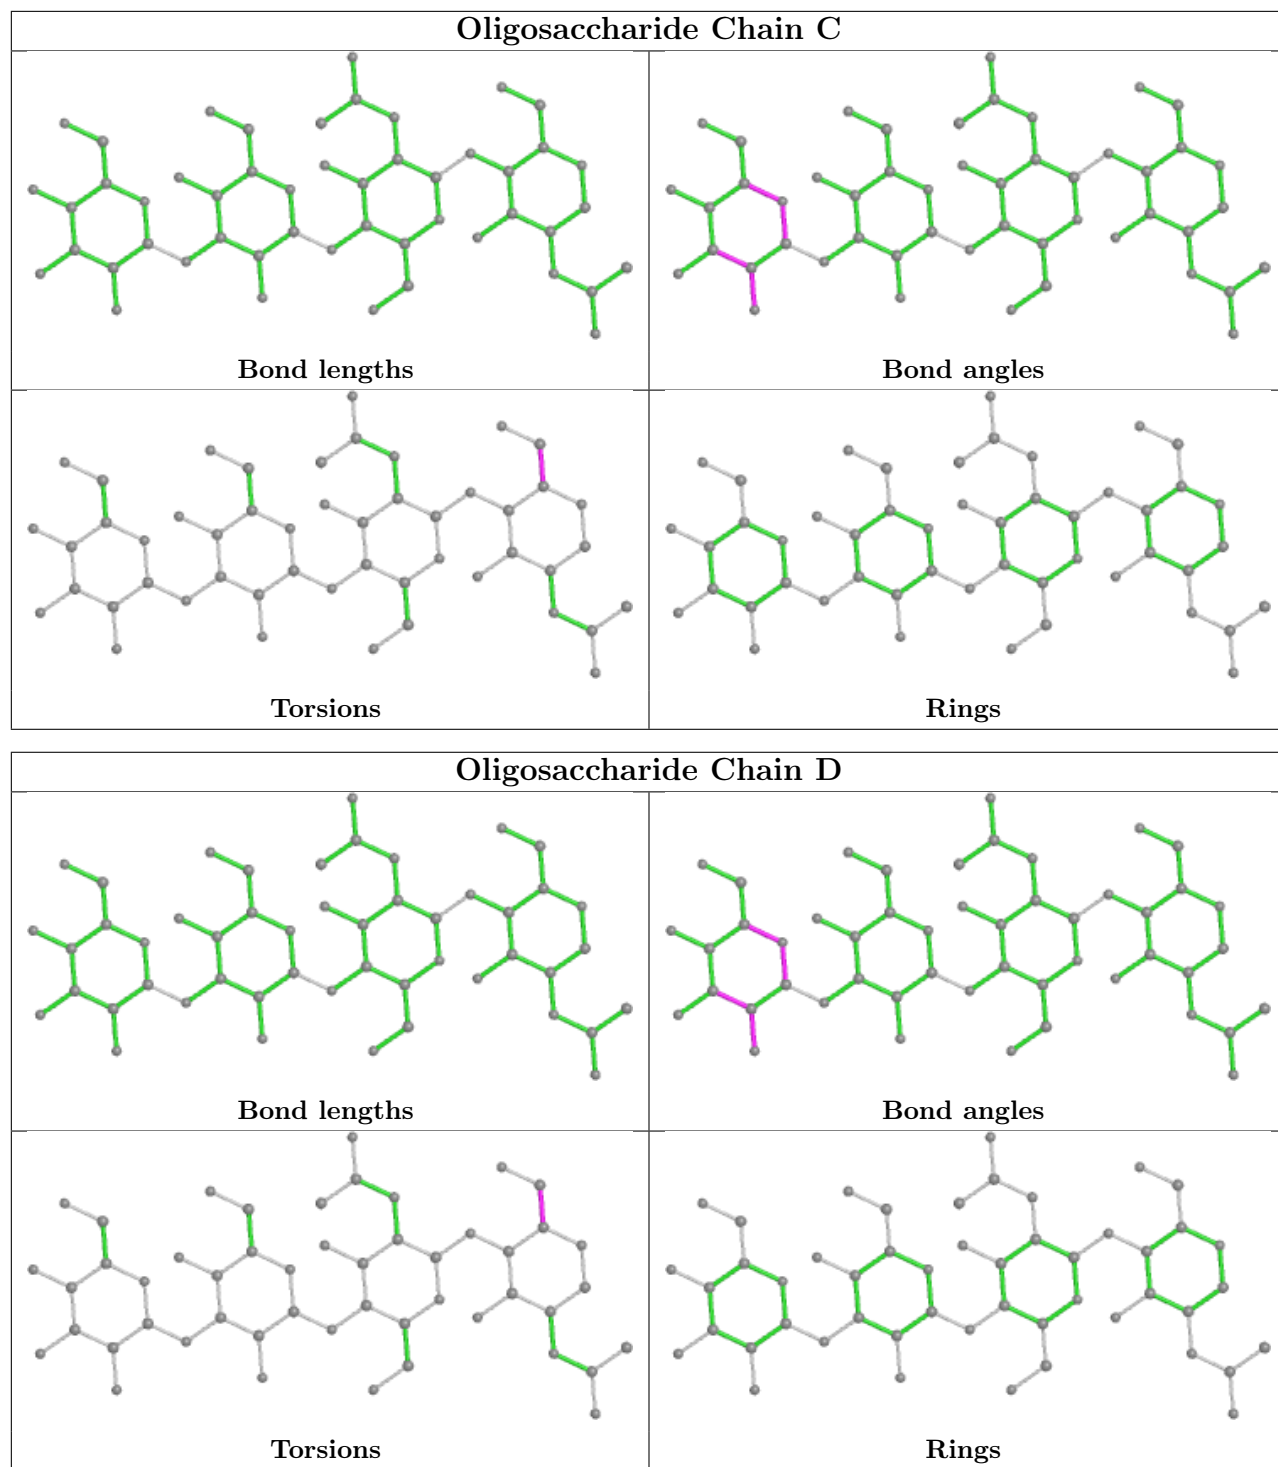 Oligosaccharide Chain C
Bond lengths
Bond angles
Torsions
Rings
Oligosaccharide Chain D
Bond lengths
Bond angles
Torsions
Rings